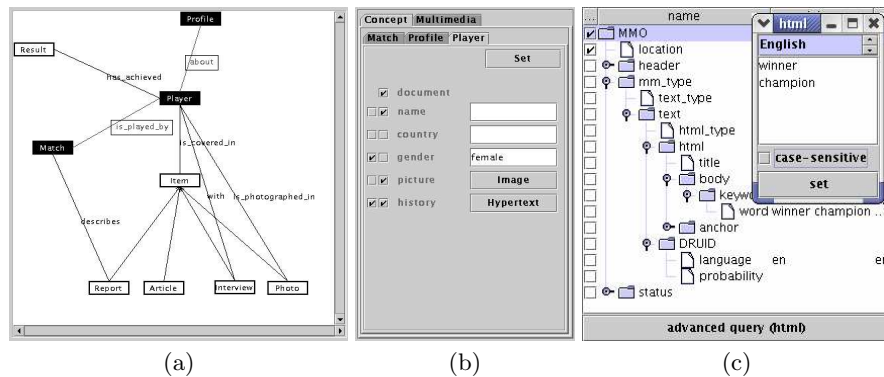 Profile
Result
about
has_achieved
Player
is_played_by
Match
is_covered_in
Item
with
is_photographed_in
describes
Report
Article
Interview
Photo
(a)
Concept Multimedia
Match Profile Player
Set
document
name
country
gender female
picture Image
history Hypertext
(b)
... name
MMO
location
header
mm_type
text_type
text
html_type
html
title
body
word winner champion ...
anchor
DRUID
language en
probability
status
advanced query (html)
html
English
winner
champion
case-sensitive
set
(c)